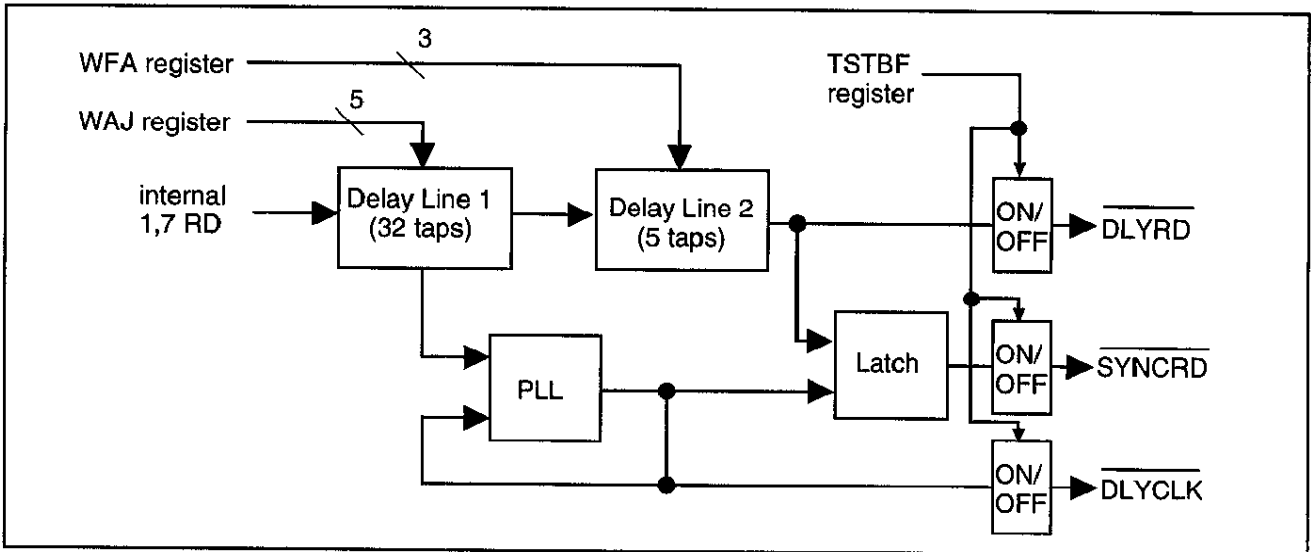 WFA register
3
TSTBF
register
WAJ register
5
internal
1,7 RD
Delay Line 1
(32 taps)
Delay Line 2
(5 taps)
ON/
OFF
DLYRD
PLL
Latch
ON/
OFF
SYNCRD
ON/
OFF
DLYCLK